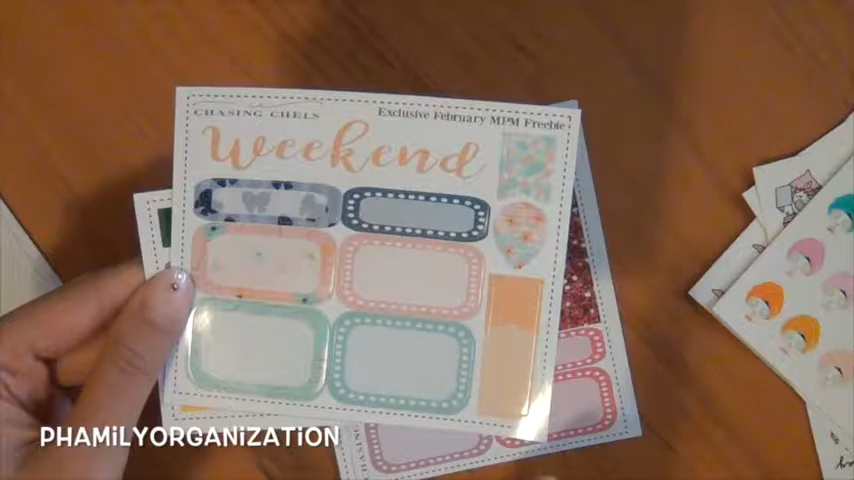 CHASING CHELS
Exclusive February MPM Freebie
Weekend
PHAMILYORGANIZATION